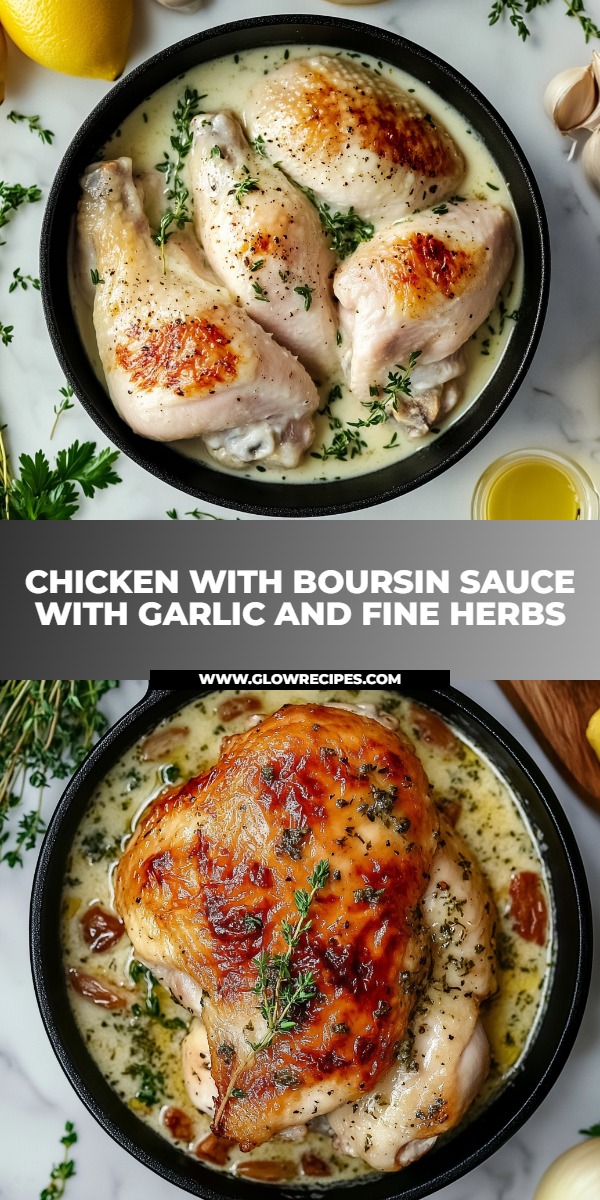 CHICKEN WITH BOURSIN SAUCE
WITH GARLIC AND FINE HERBS
WWW.GLOWRECIPES.COM